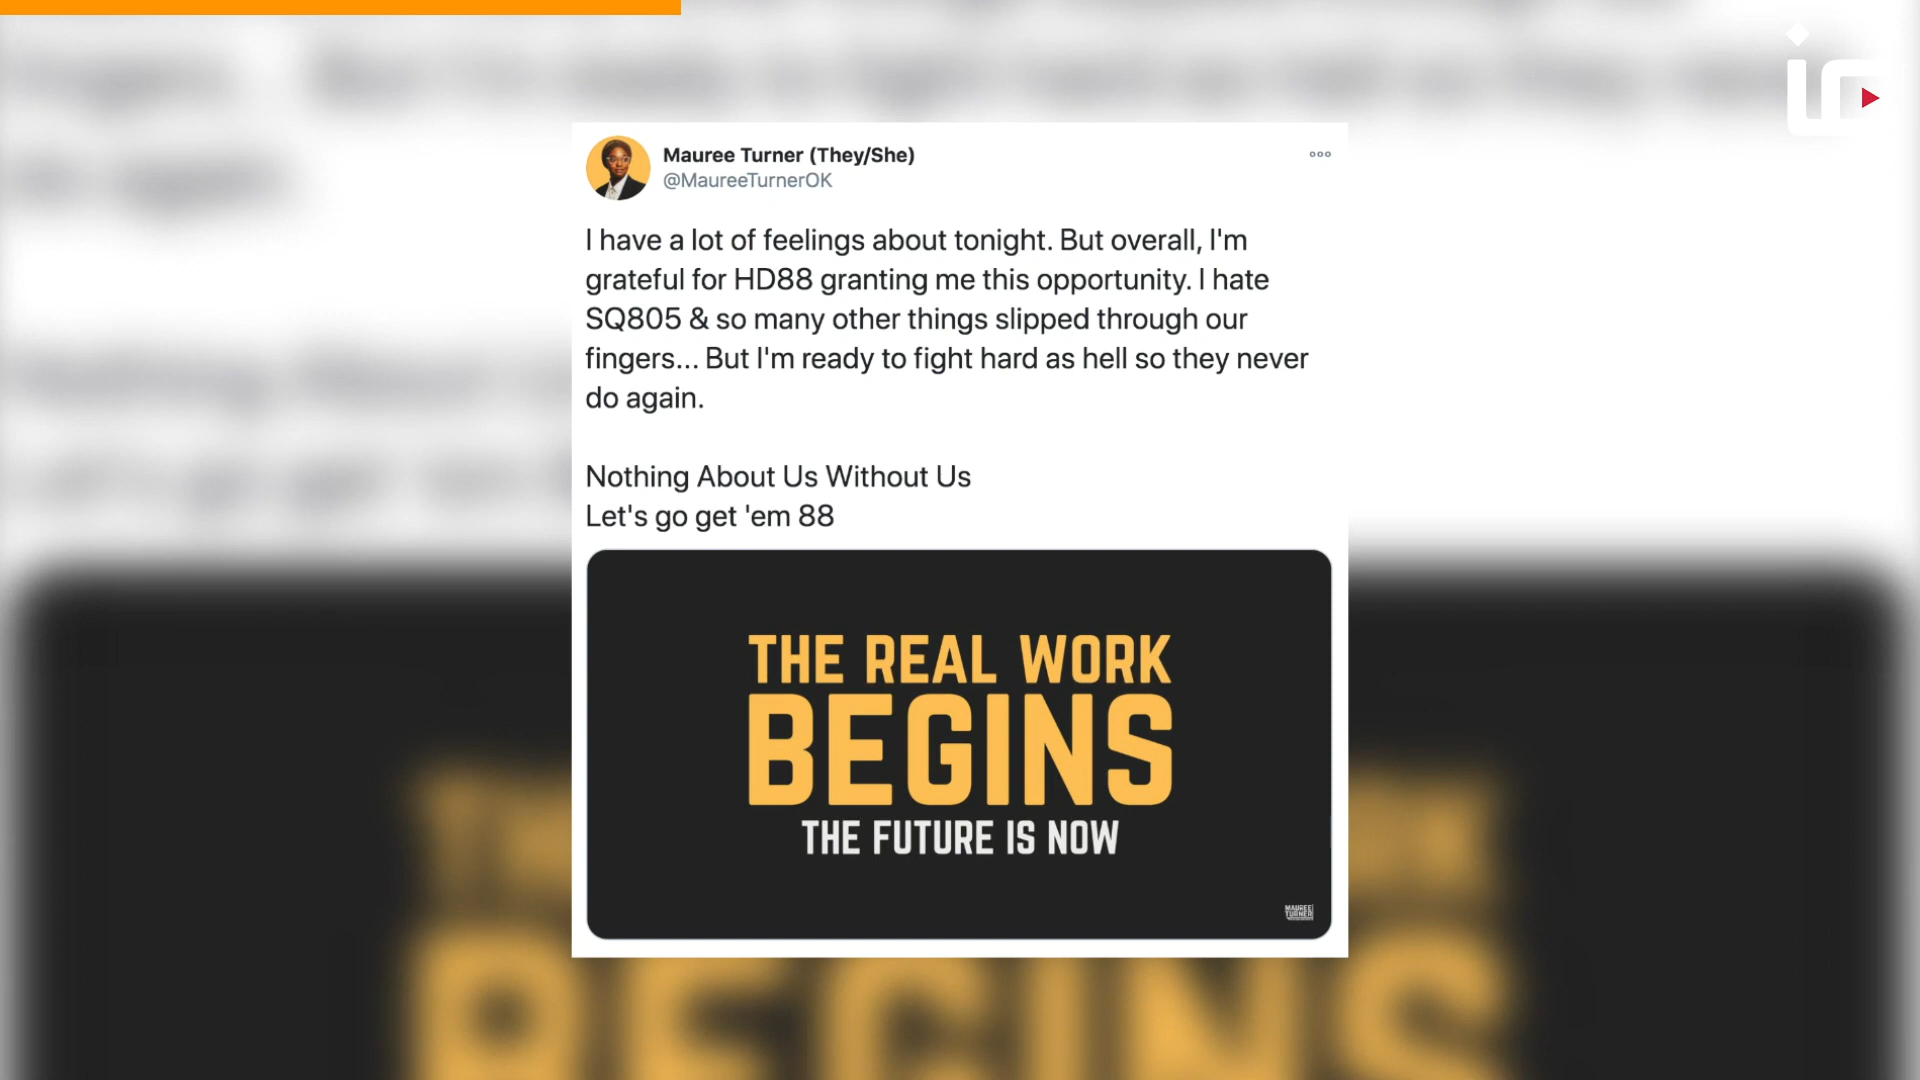 Mauree Turner (They/She)
@MaureeTurnerOK
I have a lot of feelings about tonight. But overall, I'm
grateful for HD88 granting me this opportunity. I hate
SQ805 & so many other things slipped through our
fingers... But I'm ready to fight hard as hell so they never
do again.
Nothing About Us Without Us
Let's go get 'em 88
THE REAL WORK
BEGINS
THE FUTURE IS NOW
MAUREE
TURNER